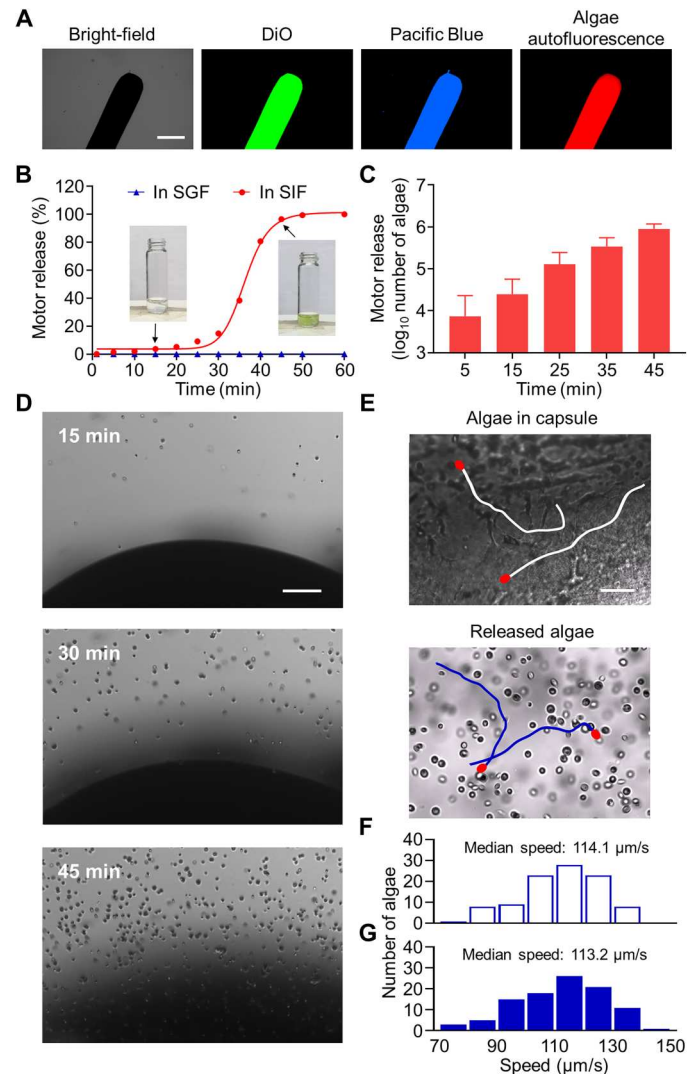 A
Bright-field
DiO
Pacific Blue
Algae
autofluorescence
B
In SGF
In SIF
Motor release (%)
120
100
80
60
40
20
0
0
10
20
30
40
50
60
Time (min)
C
Motor release
(log10 number of algae)
7
6
5
4
3
5
15
25
35
45
Time (min)
D
15 min
30 min
45 min
E
Algae in capsule
Released algae
F
Median speed: 114.1 µm/s
40
30
20
10
0
Number of algae
G
Median speed: 113.2 µm/s
40
30
20
10
0
70
90
110
130
150
Speed (µm/s)